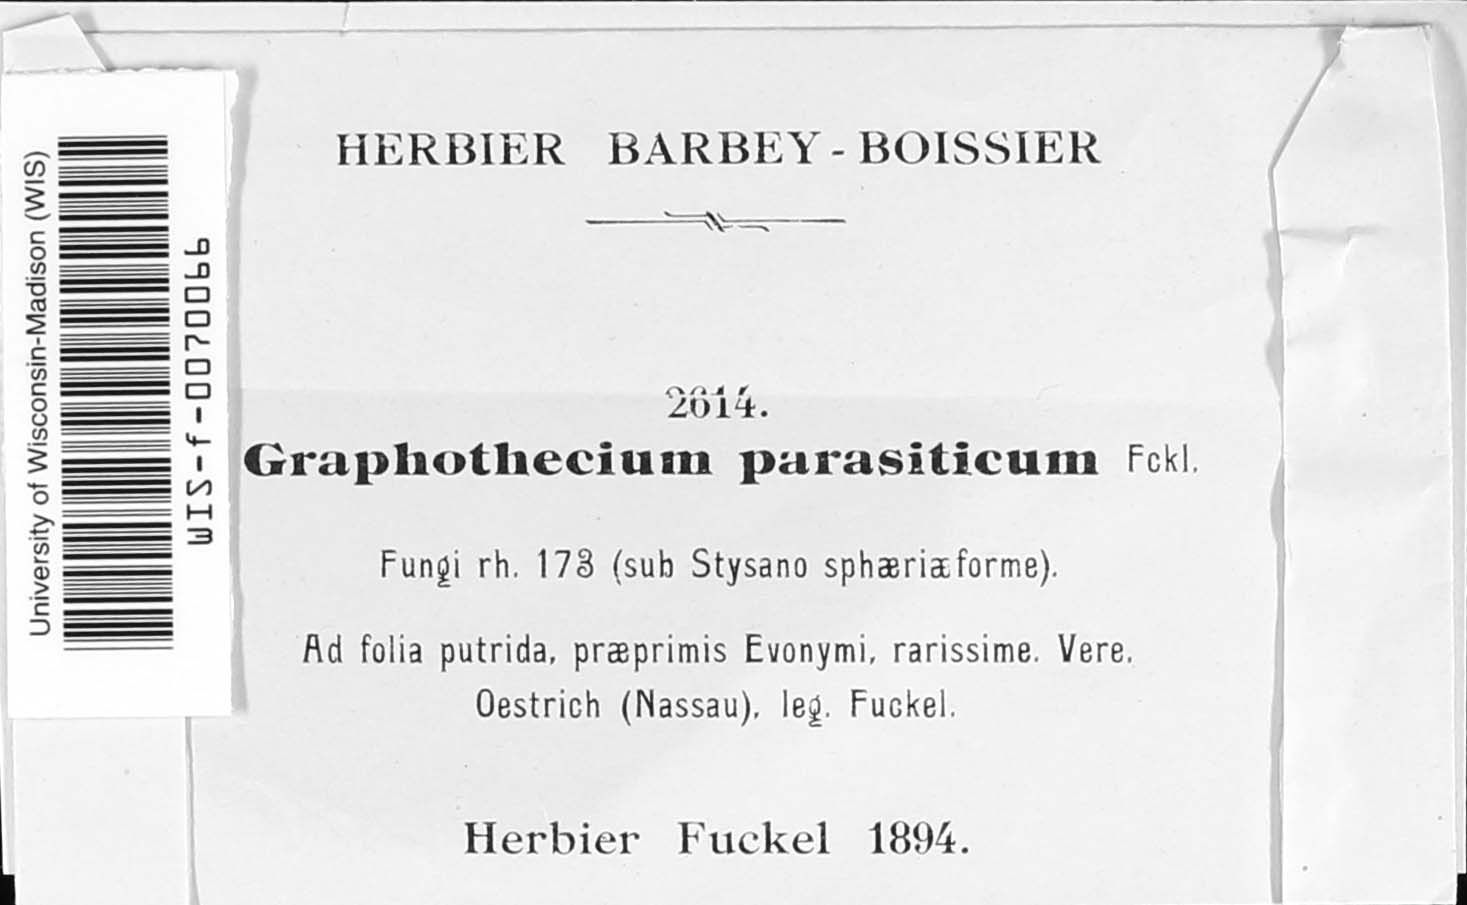 HERBIER BARBEY-BOISSIER
2614.
Graphothecium parasiticum Fckl.
Fungi rh. 173 (sub Stysano sphæriæforme).
Ad folia putrida, præprimis Evonymi, rarissime. Vere.
Oestrich (Nassau), leg. Fuckel.
Herbier Fuckel 1894.
University of Wisconsin-Madison (WIS)
WIS-f-0070066